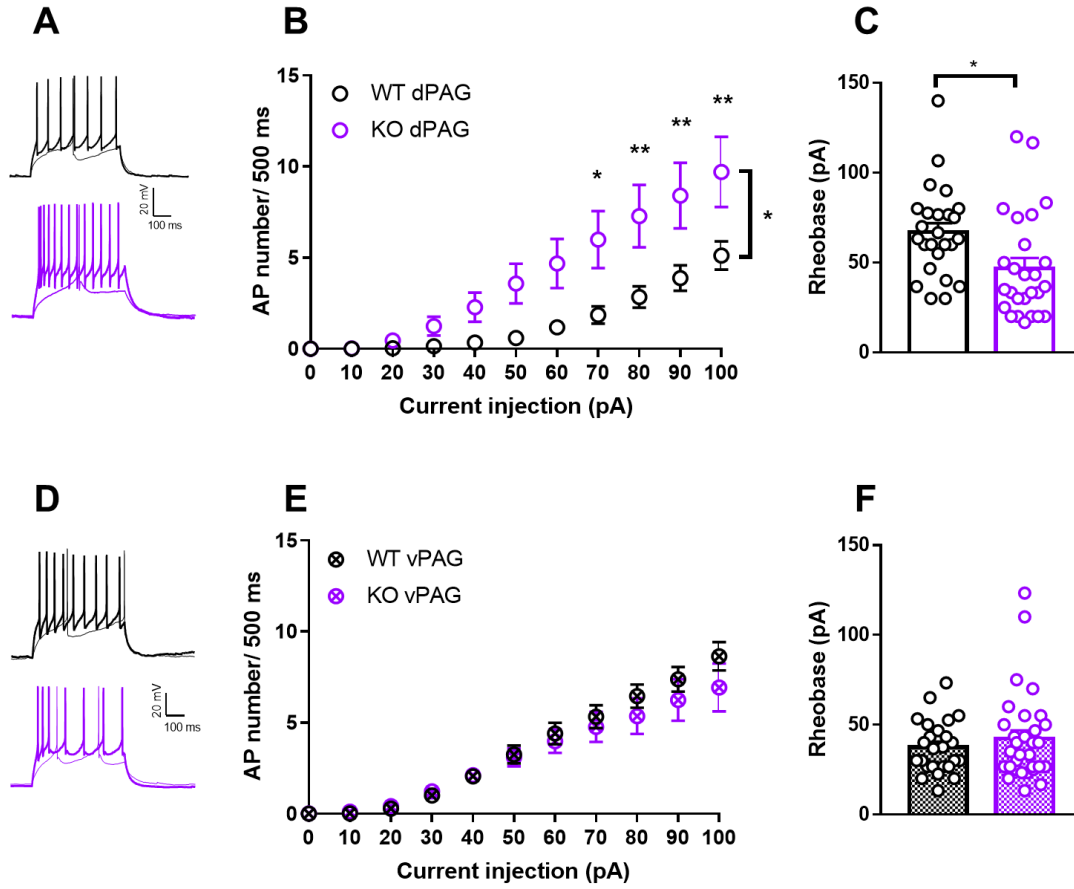 A
20 mV
100 ms
B
15
10
5
0
AP number/ 500 ms
WT dPAG
KO dPAG
*
**
**
**
*
0 10 20 30 40 50 60 70 80 90 100
Current injection (pA)
C
*
150
100
50
0
Rheobase (pA)
D
20 mV
100 ms
E
15
10
5
0
AP number/ 500 ms
WT vPAG
KO vPAG
0 10 20 30 40 50 60 70 80 90 100
Current injection (pA)
F
150
100
50
0
Rheobase (pA)